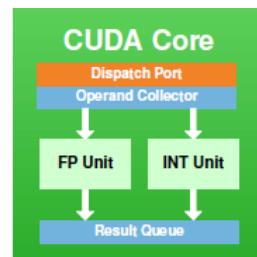 CUDA Core
Dispatch Port
Operand Collector
FP Unit INT Unit
Result Queue